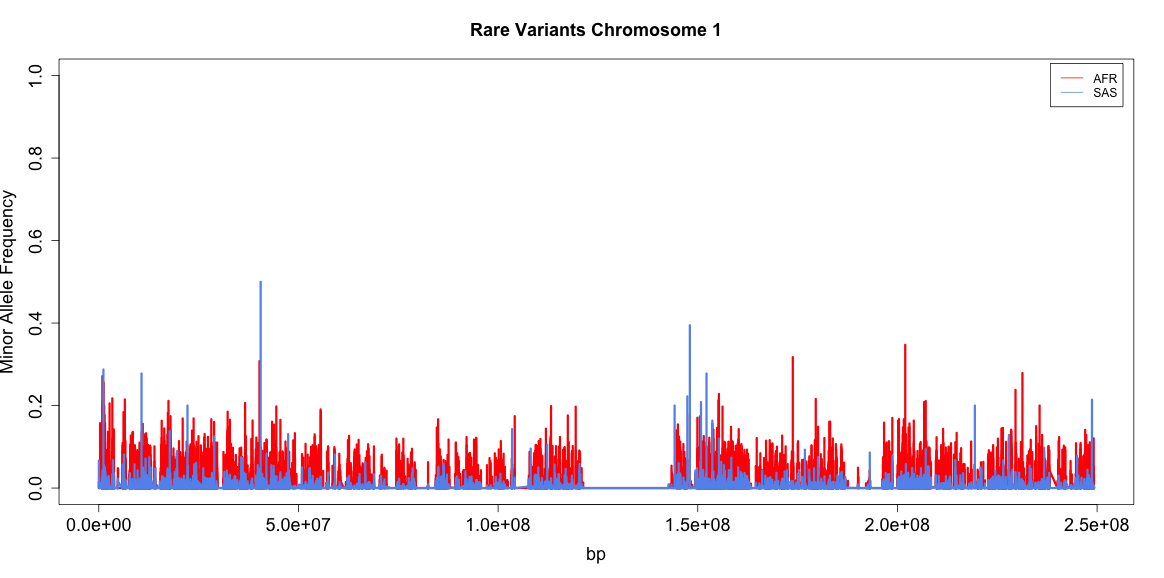 Rare Variants Chromosome 1
AFR
SAS
Minor Allele Frequency
1.0
0.8
0.6
0.4
0.2
0.0
0.0e+00 5.0e+07 1.0e+08 1.5e+08 2.0e+08 2.5e+08
bp